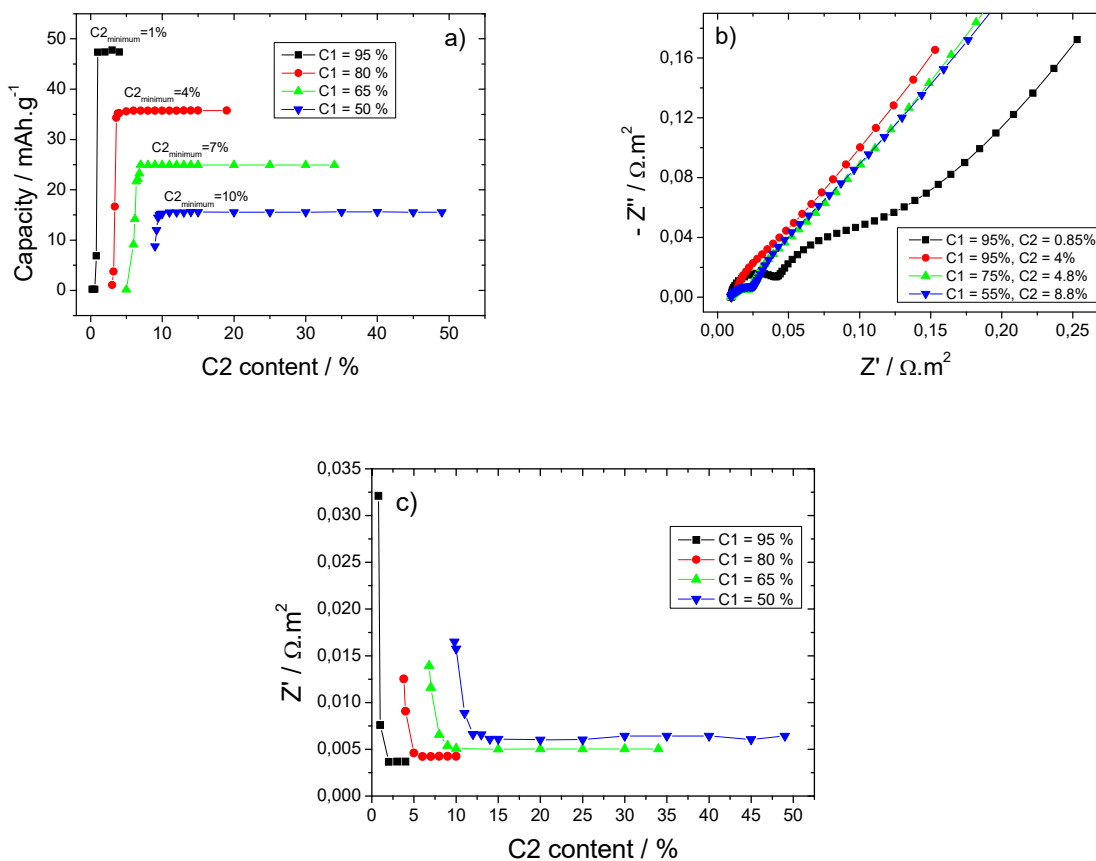 a)
C2minimum=1%
C2minimum=4%
C2minimum=7%
C2minimum=10%
C1 = 95 %
C1 = 80 %
C1 = 65 %
C1 = 50 %
50
40
30
20
10
0
Capacity / mAh.g-1
0 10 20 30 40 50
C2 content / %
b)
0,16
0,12
0,08
0,04
0,00
- Z'' / Ω.m2
C1 = 95%, C2 = 0.85%
C1 = 95%, C2 = 4%
C1 = 75%, C2 = 4.8%
C1 = 55%, C2 = 8.8%
0,00 0,05 0,10 0,15 0,20 0,25
Z' / Ω.m2
c)
0,035
0,030
0,025
0,020
0,015
0,010
0,005
0,000
Z' / Ω.m2
C1 = 95 %
C1 = 80 %
C1 = 65 %
C1 = 50 %
0 5 10 15 20 25 30 35 40 45 50
C2 content / %